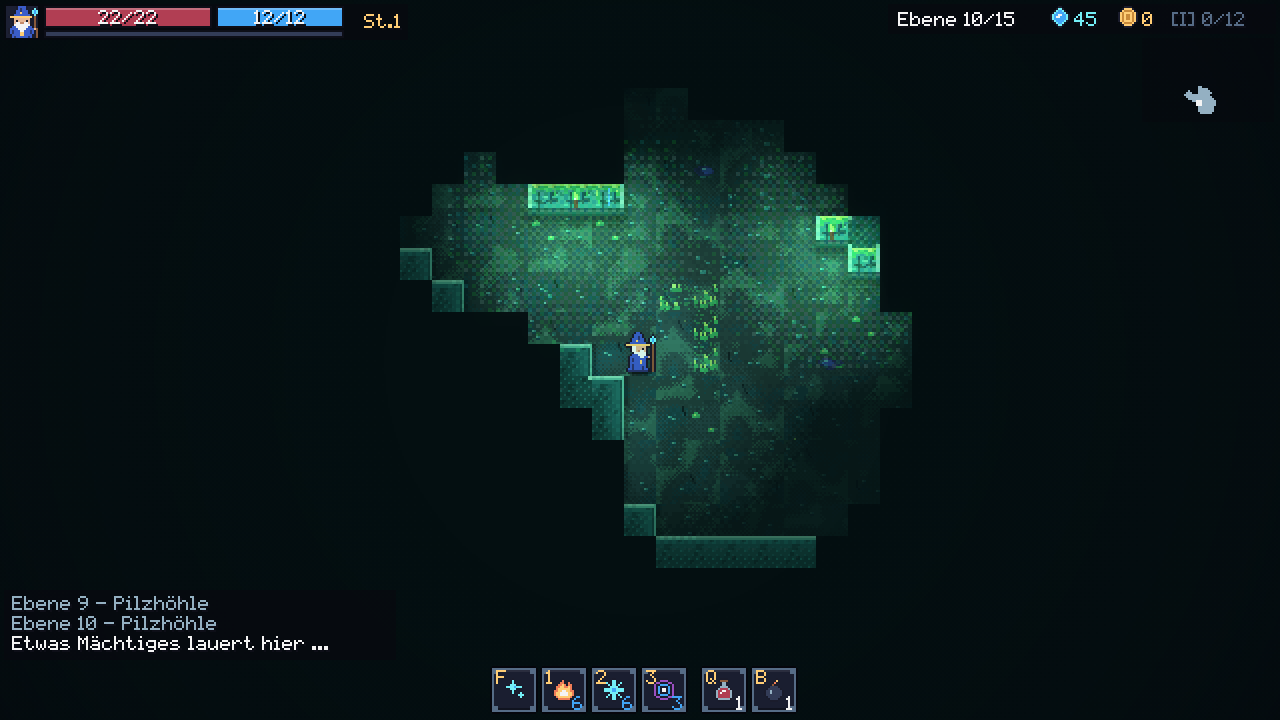 22/22 12/12 St.1 Ebene 10/15 45 0 [I] 0/12
Ebene 9 - Pilzhöhle
Ebene 10 - Pilzhöhle
Etwas Mächtiges lauert hier ...
F 1 6 2 6 3 3 Q 1 B 1